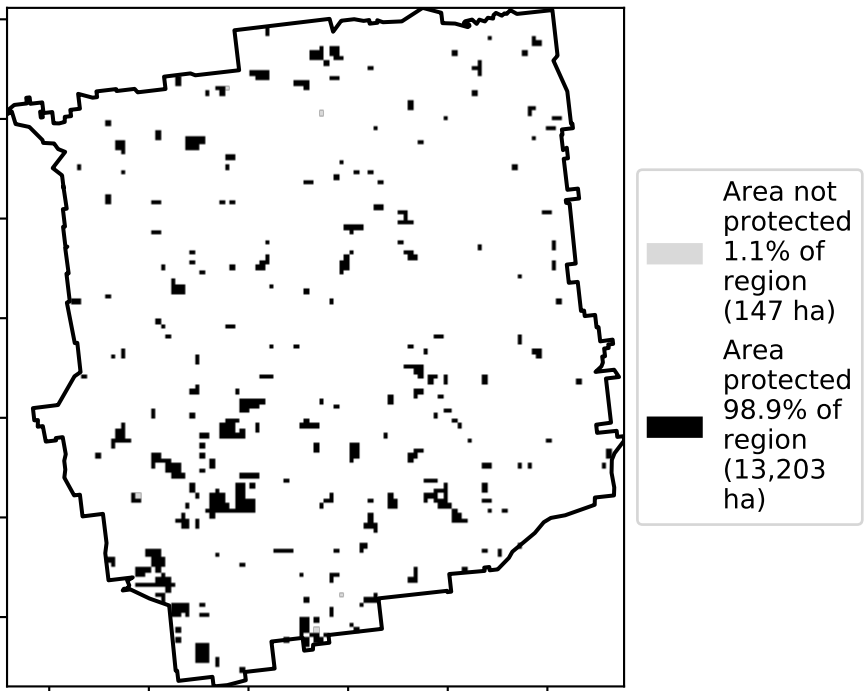 Area not
protected
1.1% of
region
(147 ha)
Area
protected
98.9% of
region
(13,203
ha)